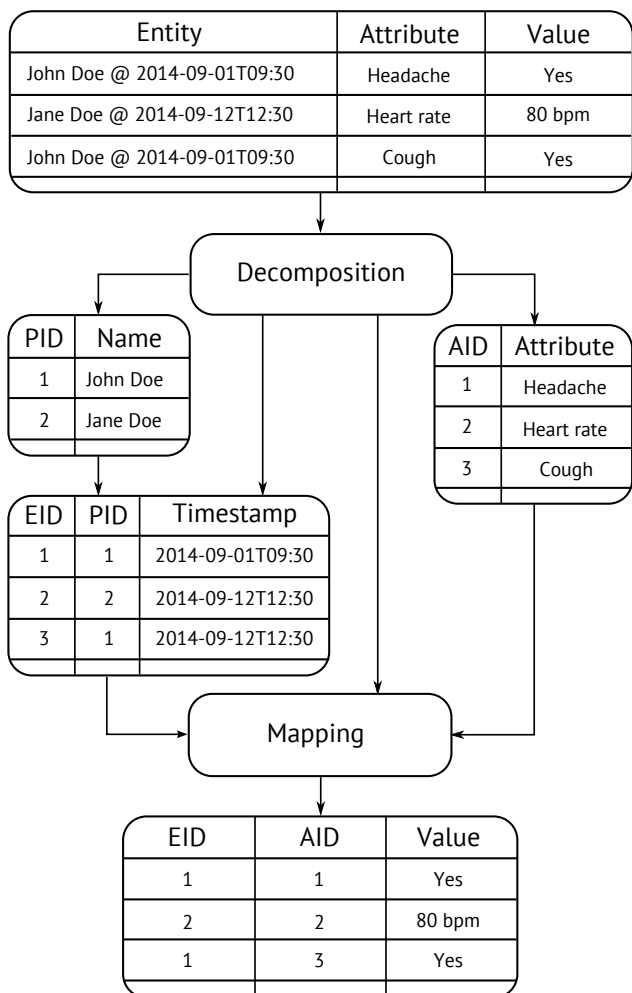 Entity Attribute Value
John Doe @ 2014-09-01T09:30 Headache Yes
Jane Doe @ 2014-09-12T12:30 Heart rate 80 bpm
John Doe @ 2014-09-01T09:30 Cough Yes
Decomposition
PID Name
1 John Doe
2 Jane Doe
AID Attribute
1 Headache
2 Heart rate
3 Cough
EID PID Timestamp
1 1 2014-09-01T09:30
2 2 2014-09-12T12:30
3 1 2014-09-12T12:30
Mapping
EID AID Value
1 1 Yes
2 2 80 bpm
1 3 Yes